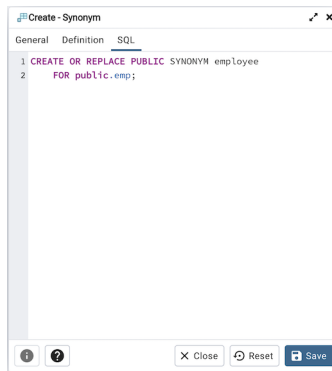 Create - Synonym
General Definition SQL
1 CREATE OR REPLACE PUBLIC SYNONYM employee
2 FOR public.emp;
Close Reset Save